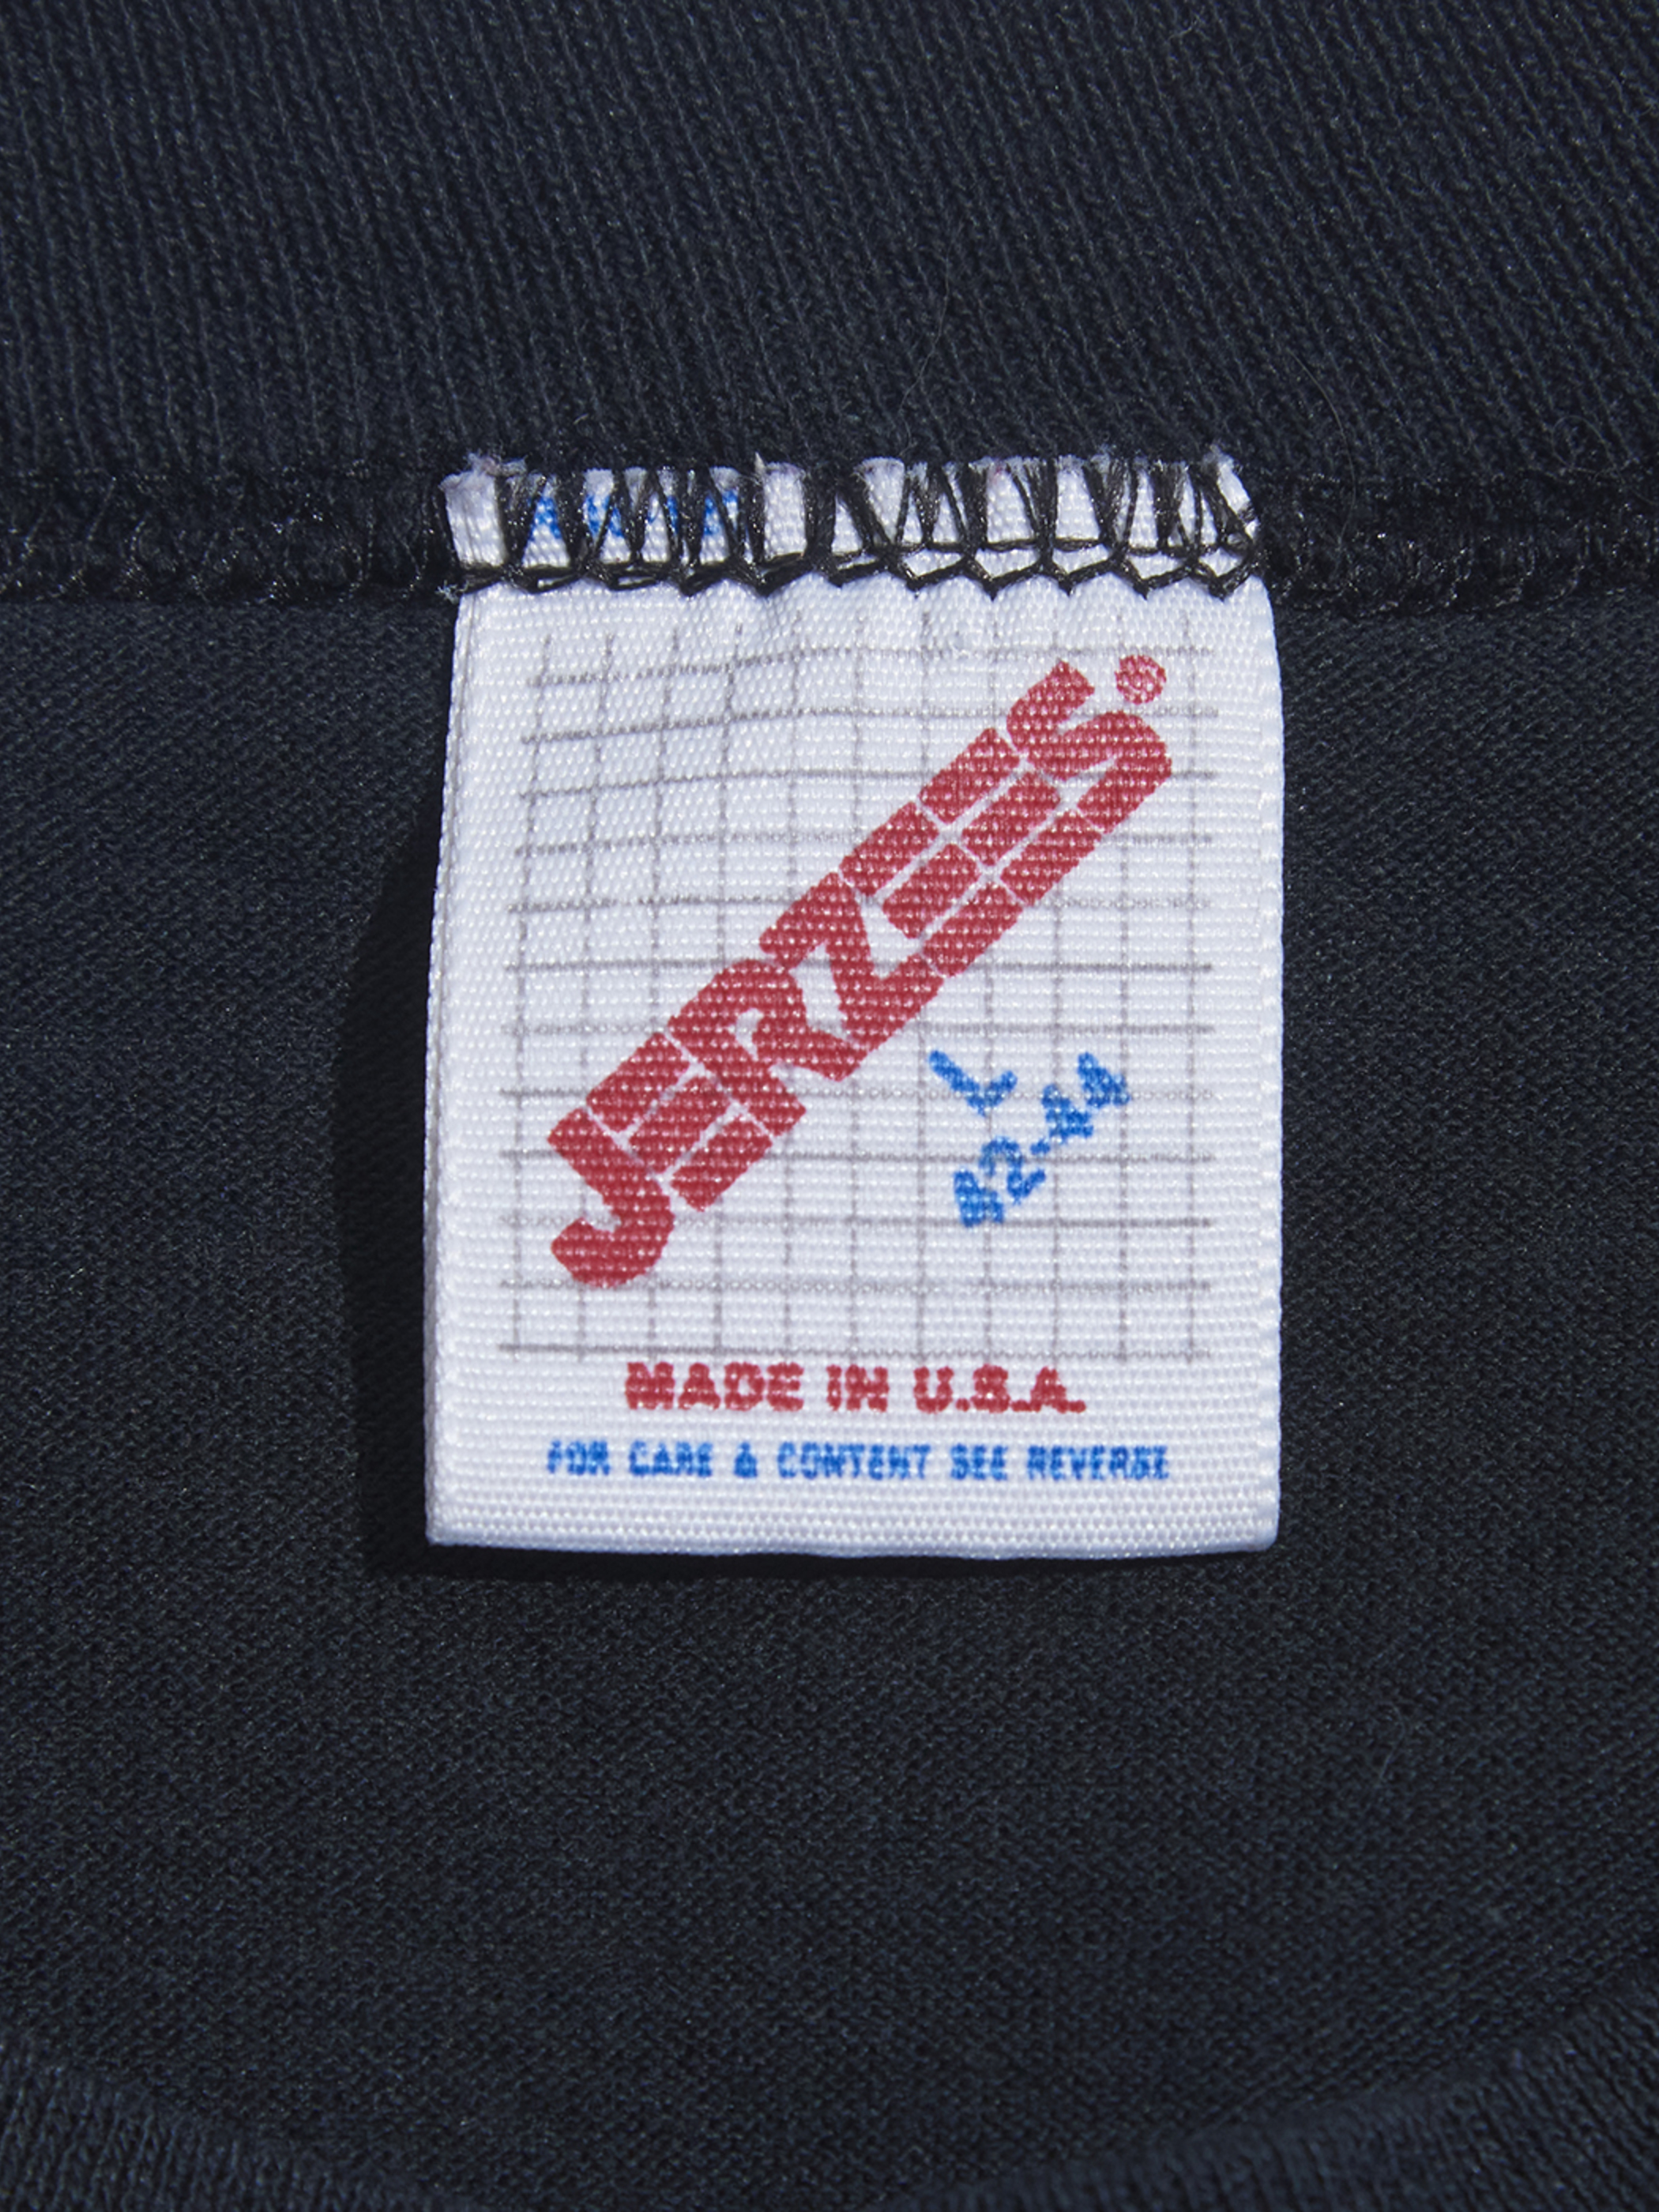 JERZEES®
L
42-44
MADE IN U.S.A.
FOR CARE & CONTENT SEE REVERSE